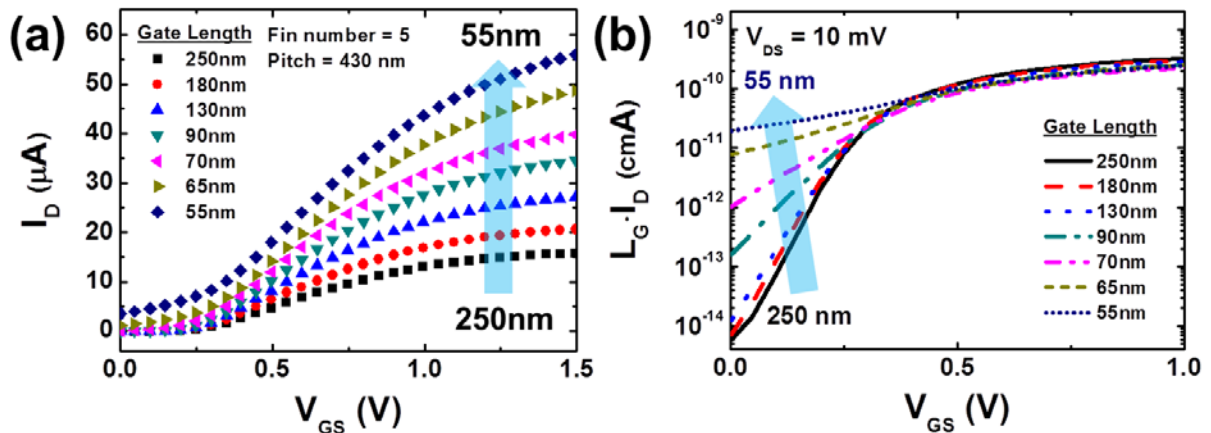 (a)
60
50
40
30
20
10
0
I_D (μA)
Gate Length
250nm
180nm
130nm
90nm
70nm
65nm
55nm
Fin number = 5
Pitch = 430 nm
55nm
250nm
0.0 0.5 1.0 1.5
V_GS (V)
(b)
10^-9
10^-10
10^-11
10^-12
10^-13
10^-14
L_G·I_D (cmA)
V_DS = 10 mV
55 nm
250 nm
Gate Length
250nm
180nm
130nm
90nm
70nm
65nm
55nm
0.0 0.5 1.0
V_GS (V)